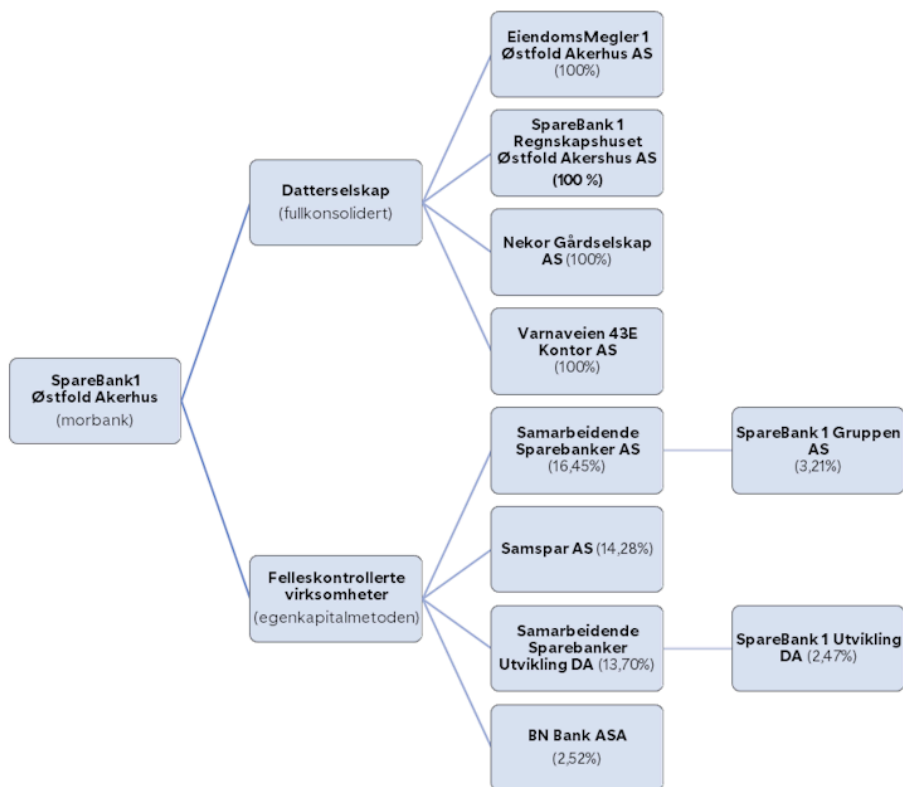 EiendomsMegler 1
Østfold Akerhus AS
(100%)
SpareBank 1
Regnskapshuset
Østfold Akershus AS
(100 %)
Datterselskap
(fullkonsolidert)
Nekor Gårdselskap
AS (100%)
Varnaveien 43E
Kontor AS
(100%)
SpareBank1
Østfold Akerhus
(morbank)
Samarbeidende
Sparebanker AS
(16,45%)
SpareBank 1 Gruppen
AS
(3,21%)
Samspar AS (14,28%)
Felleskontrollerte
virksomheter
(egenkapitalmetoden)
Samarbeidende
Sparebanker
Utvikling DA (13,70%)
SpareBank 1 Utvikling
DA (2,47%)
BN Bank ASA
(2,52%)